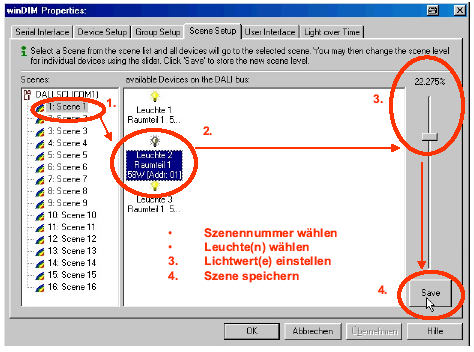 winDIM Properties:
Serial Interface Device Setup Group Setup Scene Setup User Interface Light over Time
Select a Scene from the scene list and all devices will go to the selected scene. You may then change the scene level
for individual devices using the slider. Click 'Save' to store the new scene level.
Scenes:
available Devices on the DALI bus:
22.275%
DALI SCI (COM1)
1: Scene 1
2: Scene 2
3: Scene 3
4: Scene 4
5: Scene 5
6: Scene 6
7: Scene 7
8: Scene 8
9: Scene 9
10: Scene 10
11: Scene 11
12: Scene 12
13: Scene 13
14: Scene 14
15: Scene 15
16: Scene 16
1.
Leuchte 1
Raumteil 1 5...
2.
Leuchte 2
Raumteil 1
58W (Addr: 01)
Leuchte 3
Raumteil 1 5...
3.
• Szenennummer wählen
• Leuchte(n) wählen
3. Lichtwert(e) einstellen
4. Szene speichern
4.
Save
OK Abbrechen Übernehmen Hilfe